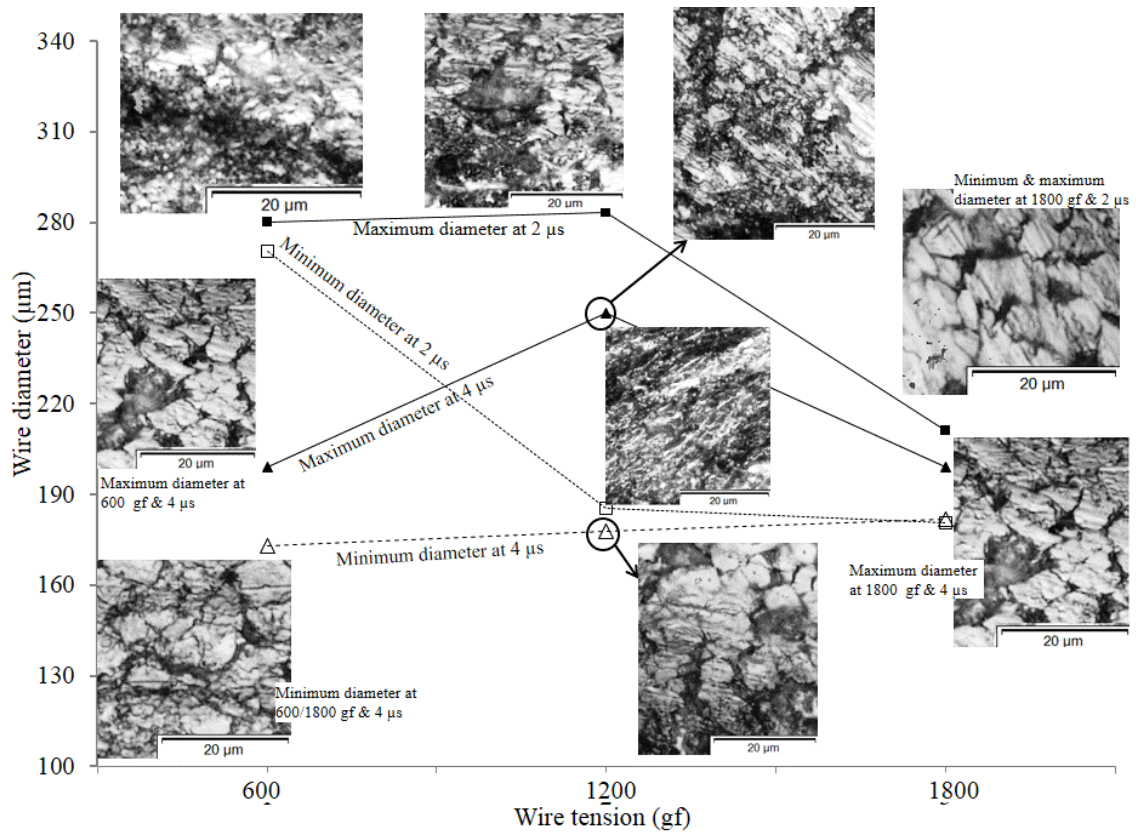 340
310
280
250
220
190
160
130
100
Wire diameter (µm)
20 µm
20 µm
20 µm
Minimum & maximum
diameter at 1800 gf & 2 µs
20 µm
Maximum diameter at 2 µs
Minimum diameter at 2 µs
Maximum diameter at 4 µs
20 µm
Maximum diameter at
600 gf & 4 µs
20 µm
Minimum diameter at 4 µs
Maximum diameter
at 1800 gf & 4 µs
20 µm
Minimum diameter at
600/1800 gf & 4 µs
20 µm
20 µm
600
1200
1800
Wire tension (gf)